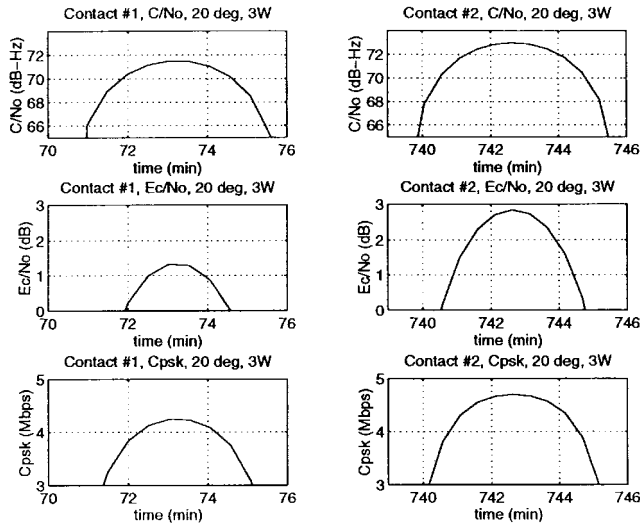 Contact #1, C/No, 20 deg, 3W
C/No (dB-Hz)
72
70
68
66
70
72
74
76
time (min)
Contact #2, C/No, 20 deg, 3W
C/No (dB-Hz)
72
70
68
66
740
742
744
746
time (min)
Contact #1, Ec/No, 20 deg, 3W
Ec/No (dB)
3
2
1
0
70
72
74
76
time (min)
Contact #2, Ec/No, 20 deg, 3W
Ec/No (dB)
3
2
1
0
740
742
744
746
time (min)
Contact #1, Cpsk, 20 deg, 3W
Cpsk (Mbps)
5
4
3
70
72
74
76
time (min)
Contact #2, Cpsk, 20 deg, 3W
Cpsk (Mbps)
5
4
3
740
742
744
746
time (min)